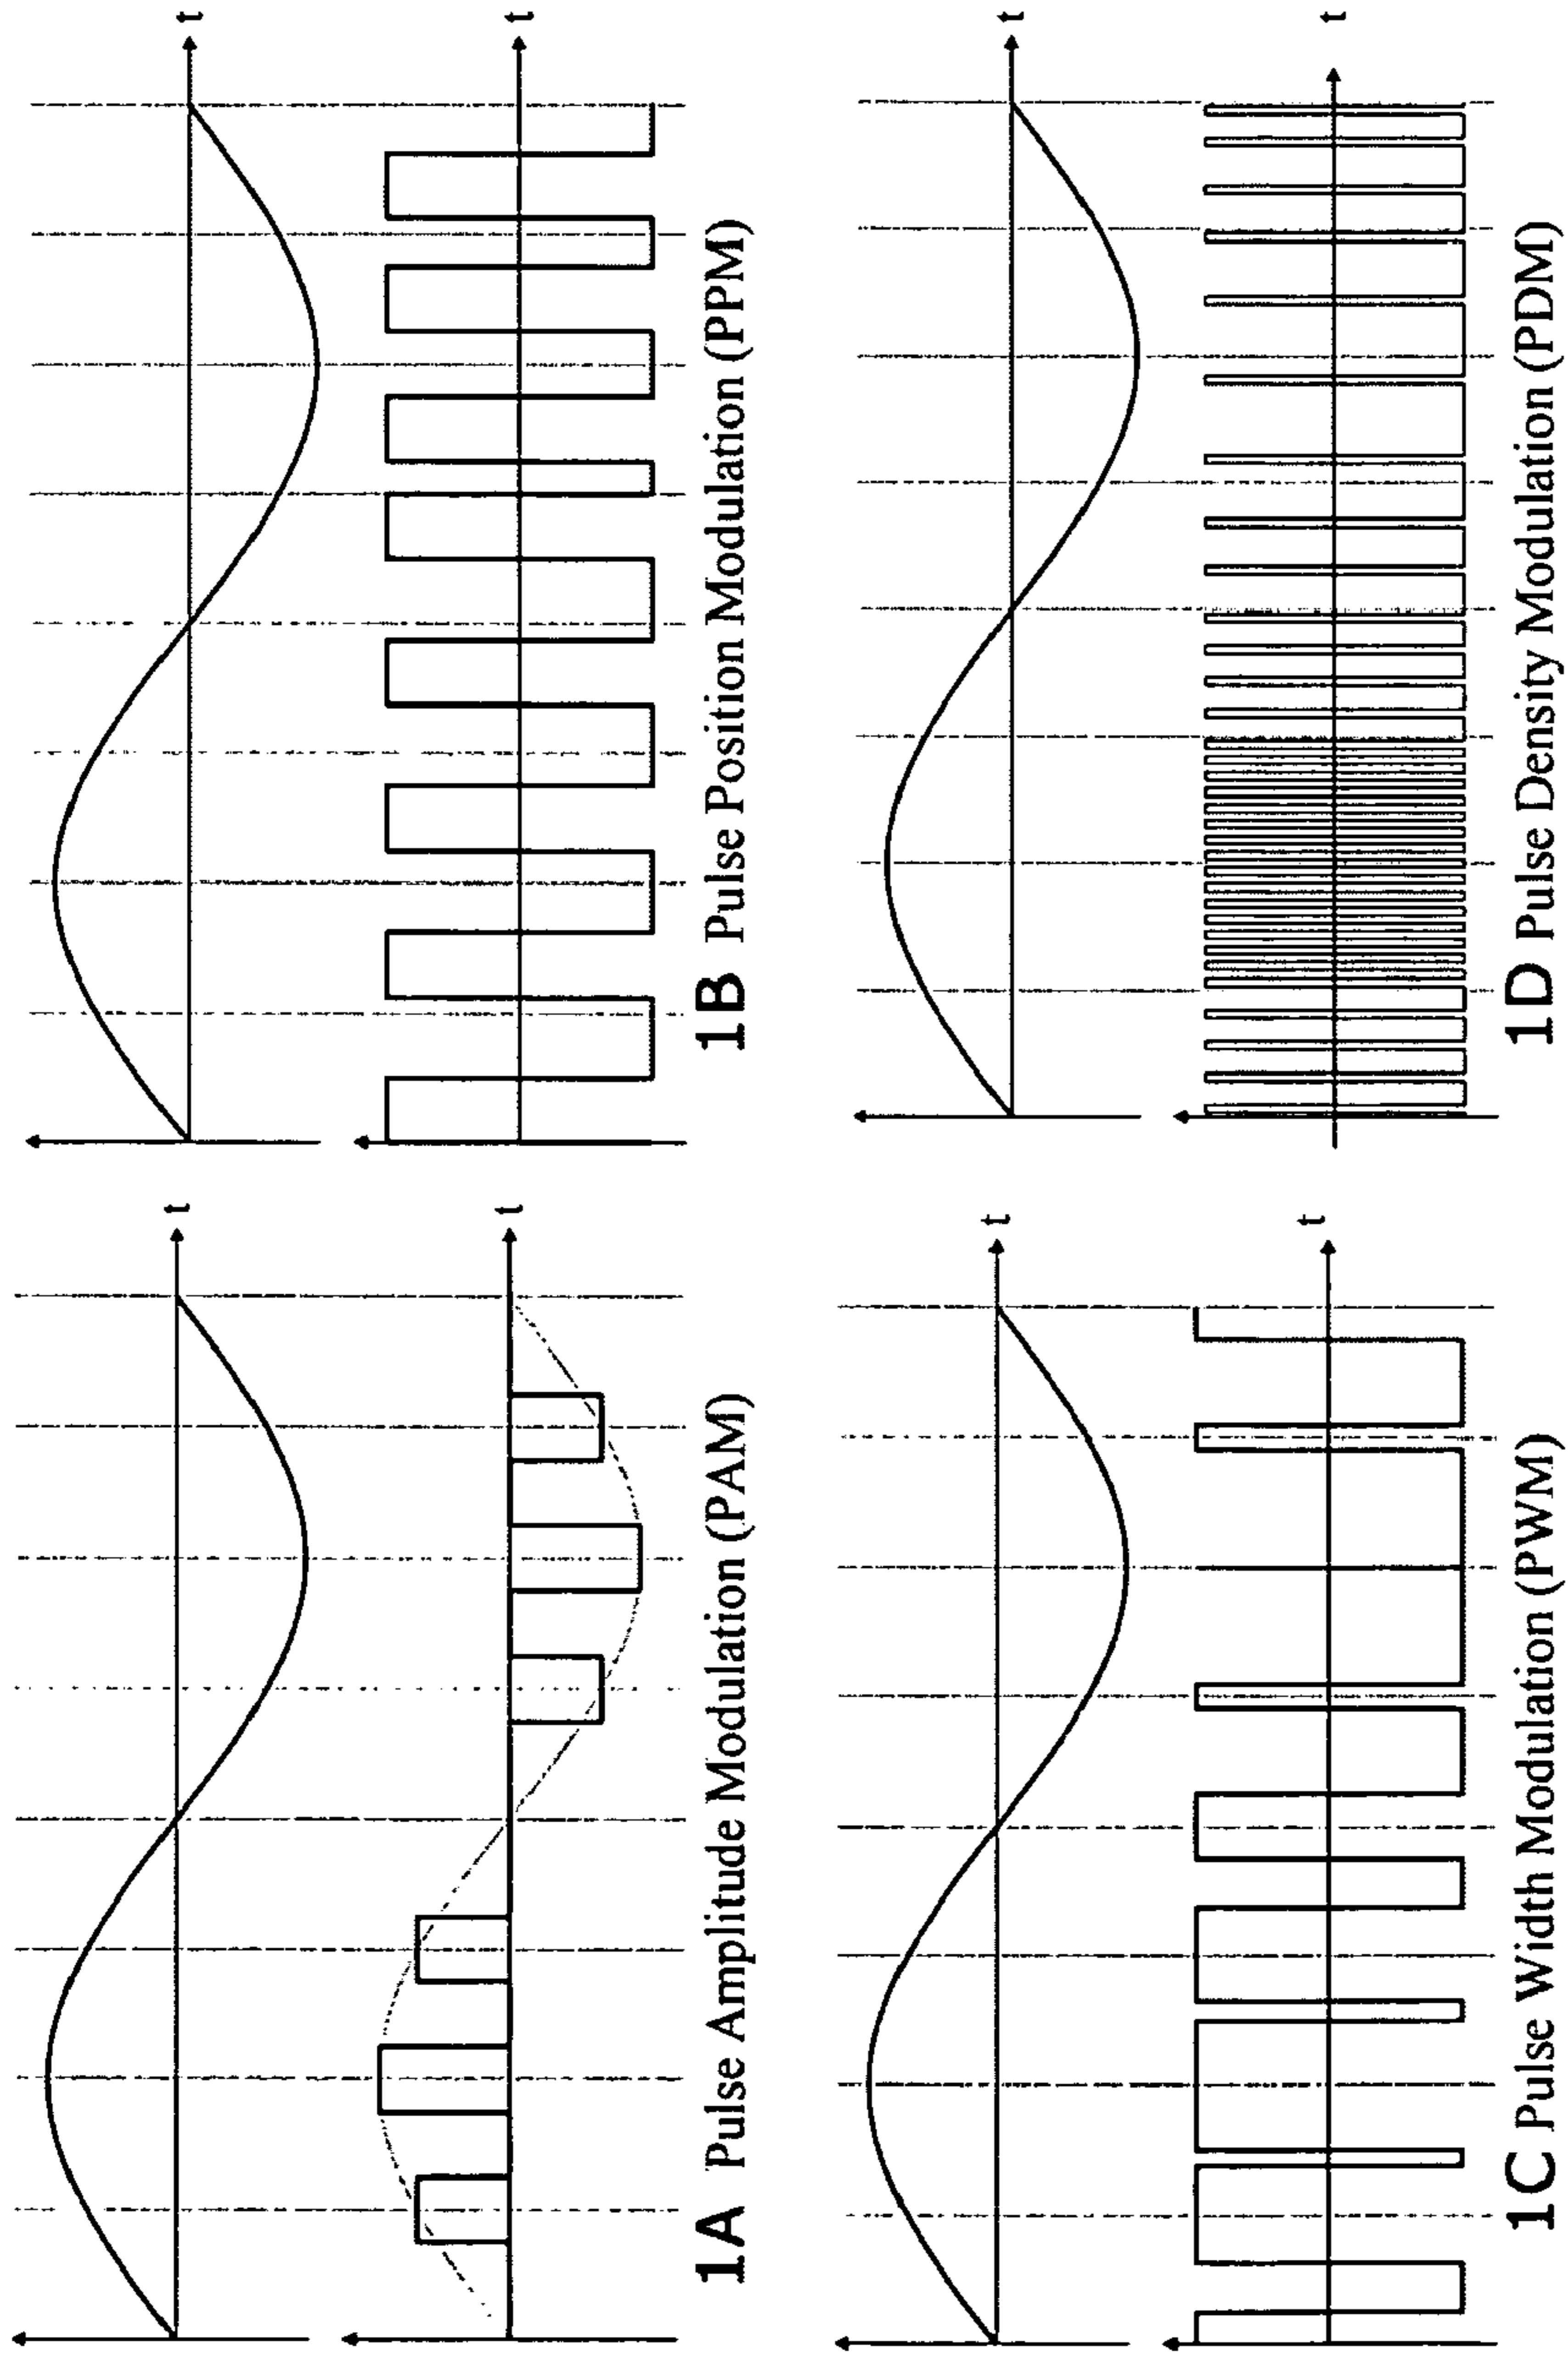 t
t
1A Pulse Amplitude Modulation (PAM)
t
t
1B Pulse Position Modulation (PPM)
t
t
1C Pulse Width Modulation (PWM)
t
t
1D Pulse Density Modulation (PDM)